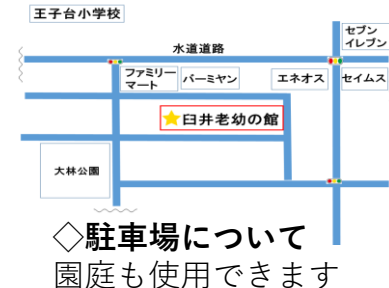 王子台小学校
セブン
イレブン
水道道路
ファミリー
マート
バーミヤン
エネオス
セイムス
臼井老幼の館
大林公園
◇駐車場について
園庭も使用できます